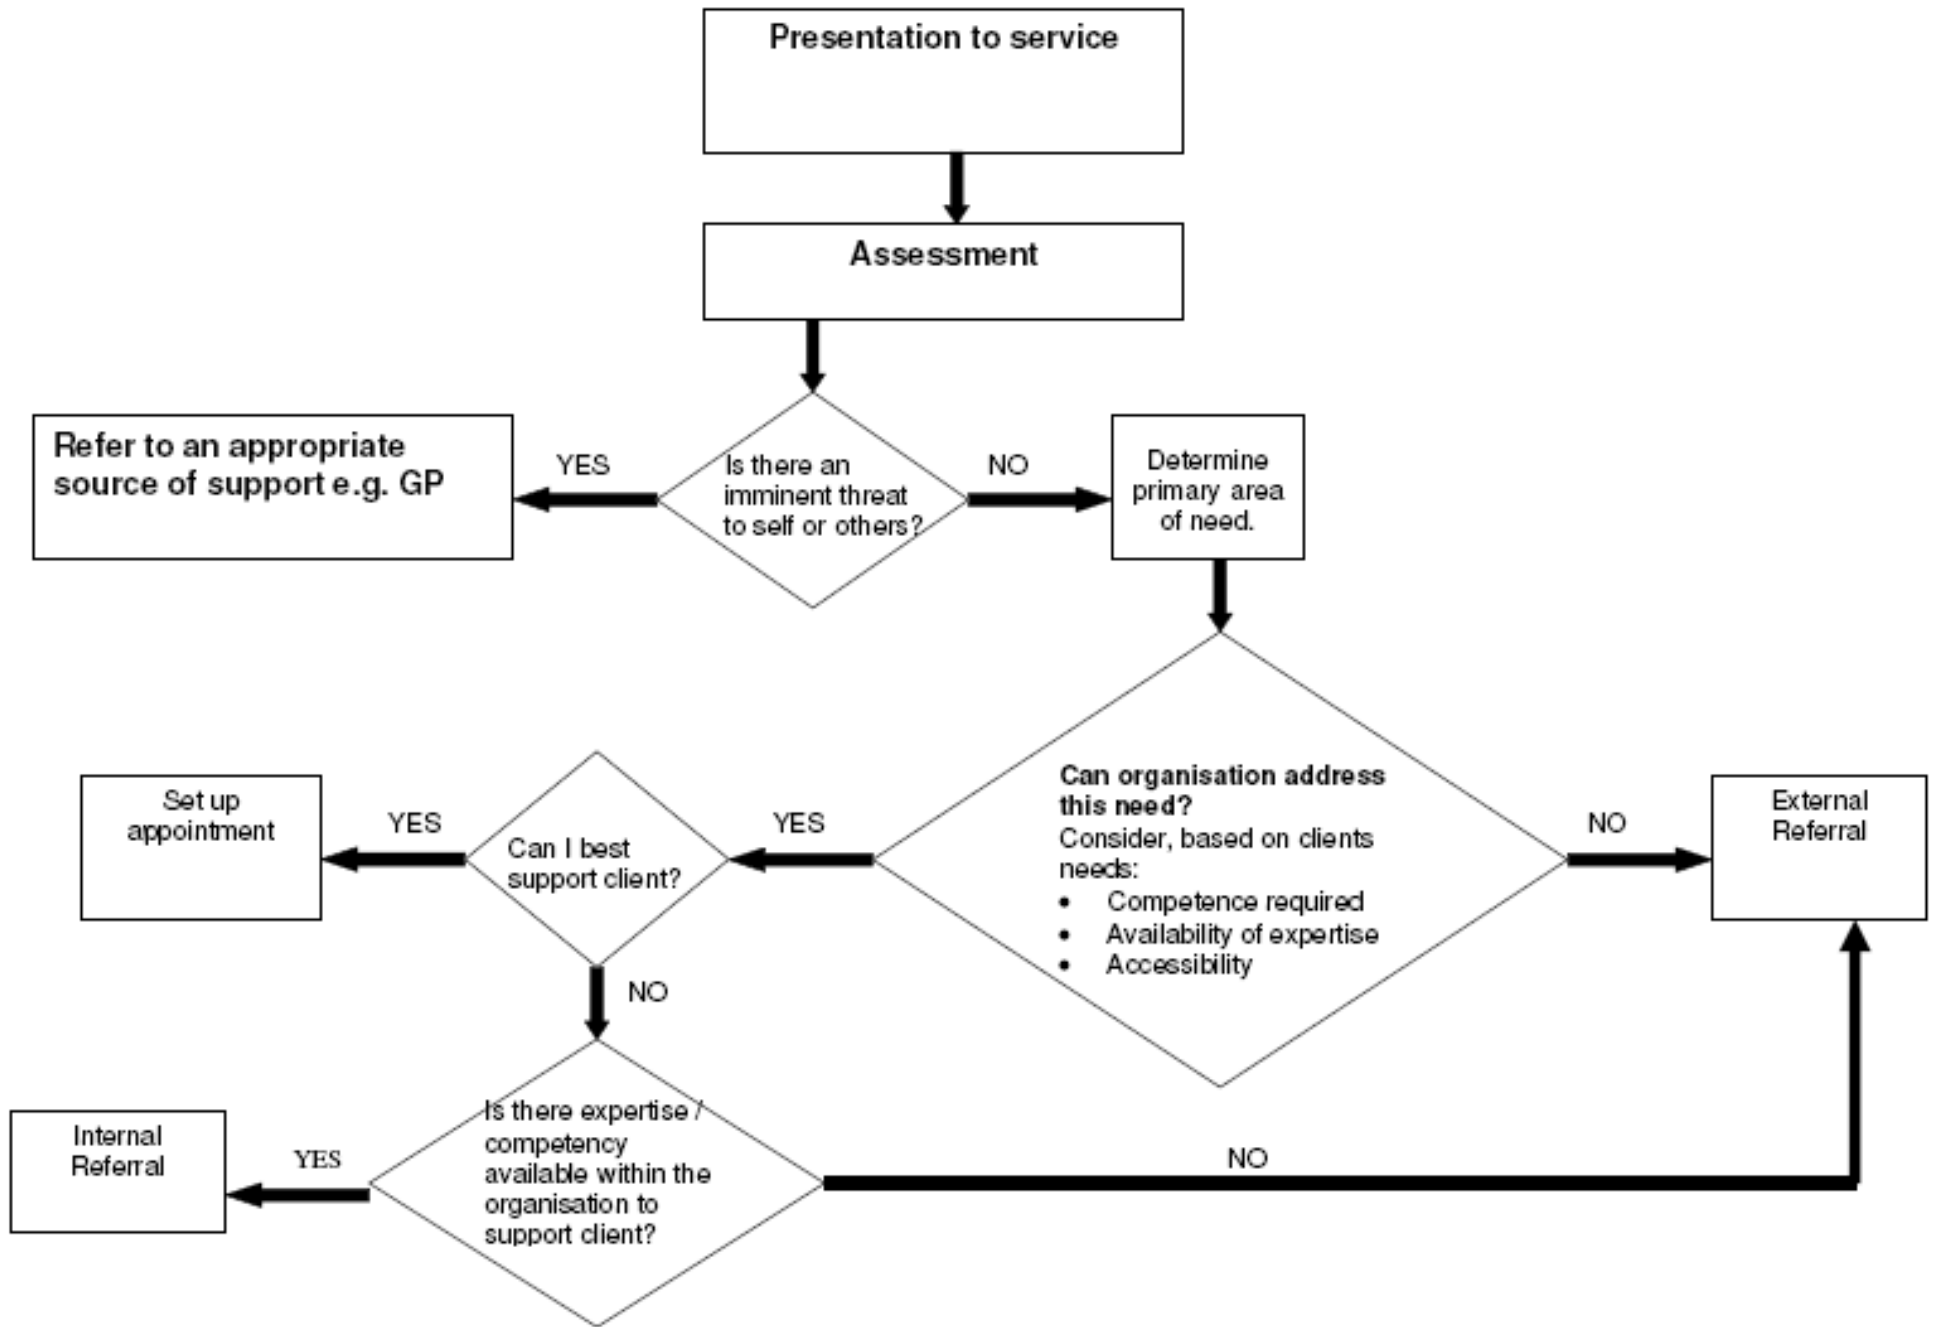 Presentation to service
Assessment
Refer to an appropriate
source of support e.g. GP
YES
Is there an
imminent threat
to self or others?
NO
Determine
primary area
of need.
Set up
appointment
YES
Can I best
support client?
YES
Can organisation address
this need?
Consider, based on clients
needs:
• Competence required
• Availability of expertise
• Accessibility
NO
External
Referral
NO
Internal
Referral
YES
Is there expertise /
competency
available within the
organisation to
support client?
NO